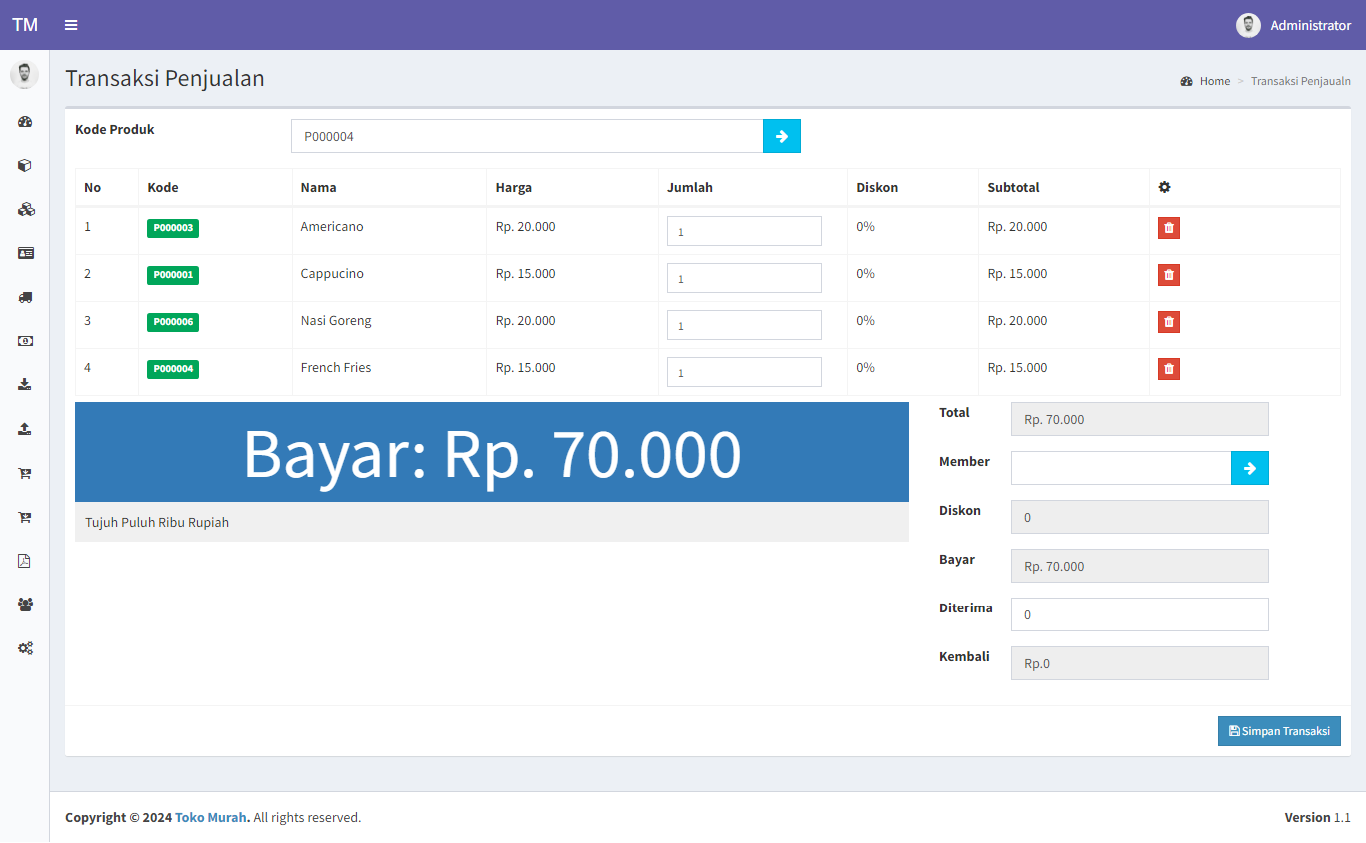 TM
Administrator
Transaksi Penjualan
Home > Transaksi Penjaualn
Kode Produk
P000004
No Kode Nama Harga Jumlah Diskon Subtotal
1 P000003 Americano Rp. 20.000 1 0% Rp. 20.000
2 P000001 Cappucino Rp. 15.000 1 0% Rp. 15.000
3 P000006 Nasi Goreng Rp. 20.000 1 0% Rp. 20.000
4 P000004 French Fries Rp. 15.000 1 0% Rp. 15.000
Bayar: Rp. 70.000
Tujuh Puluh Ribu Rupiah
Total Rp. 70.000
Member
Diskon 0
Bayar Rp. 70.000
Diterima 0
Kembali Rp.0
Simpan Transaksi
Copyright © 2024 Toko Murah. All rights reserved.
Version 1.1